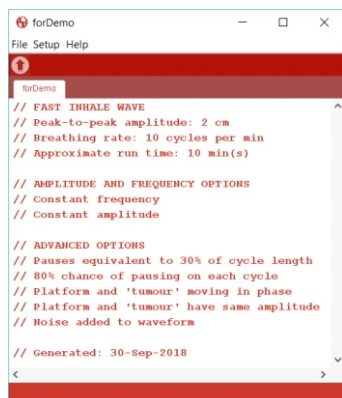 forDemo
File Setup Help
forDemo
// FAST INHALE WAVE
// Peak-to-peak amplitude: 2 cm
// Breathing rate: 10 cycles per min
// Approximate run time: 10 min(s)
// AMPLITUDE AND FREQUENCY OPTIONS
// Constant frequency
// Constant amplitude
// ADVANCED OPTIONS
// Pauses equivalent to 30% of cycle length
// 80% chance of pausing on each cycle
// Platform and 'tumour' moving in phase
// Platform and 'tumour' have same amplitude
// Noise added to waveform
// Generated: 30-Sep-2018